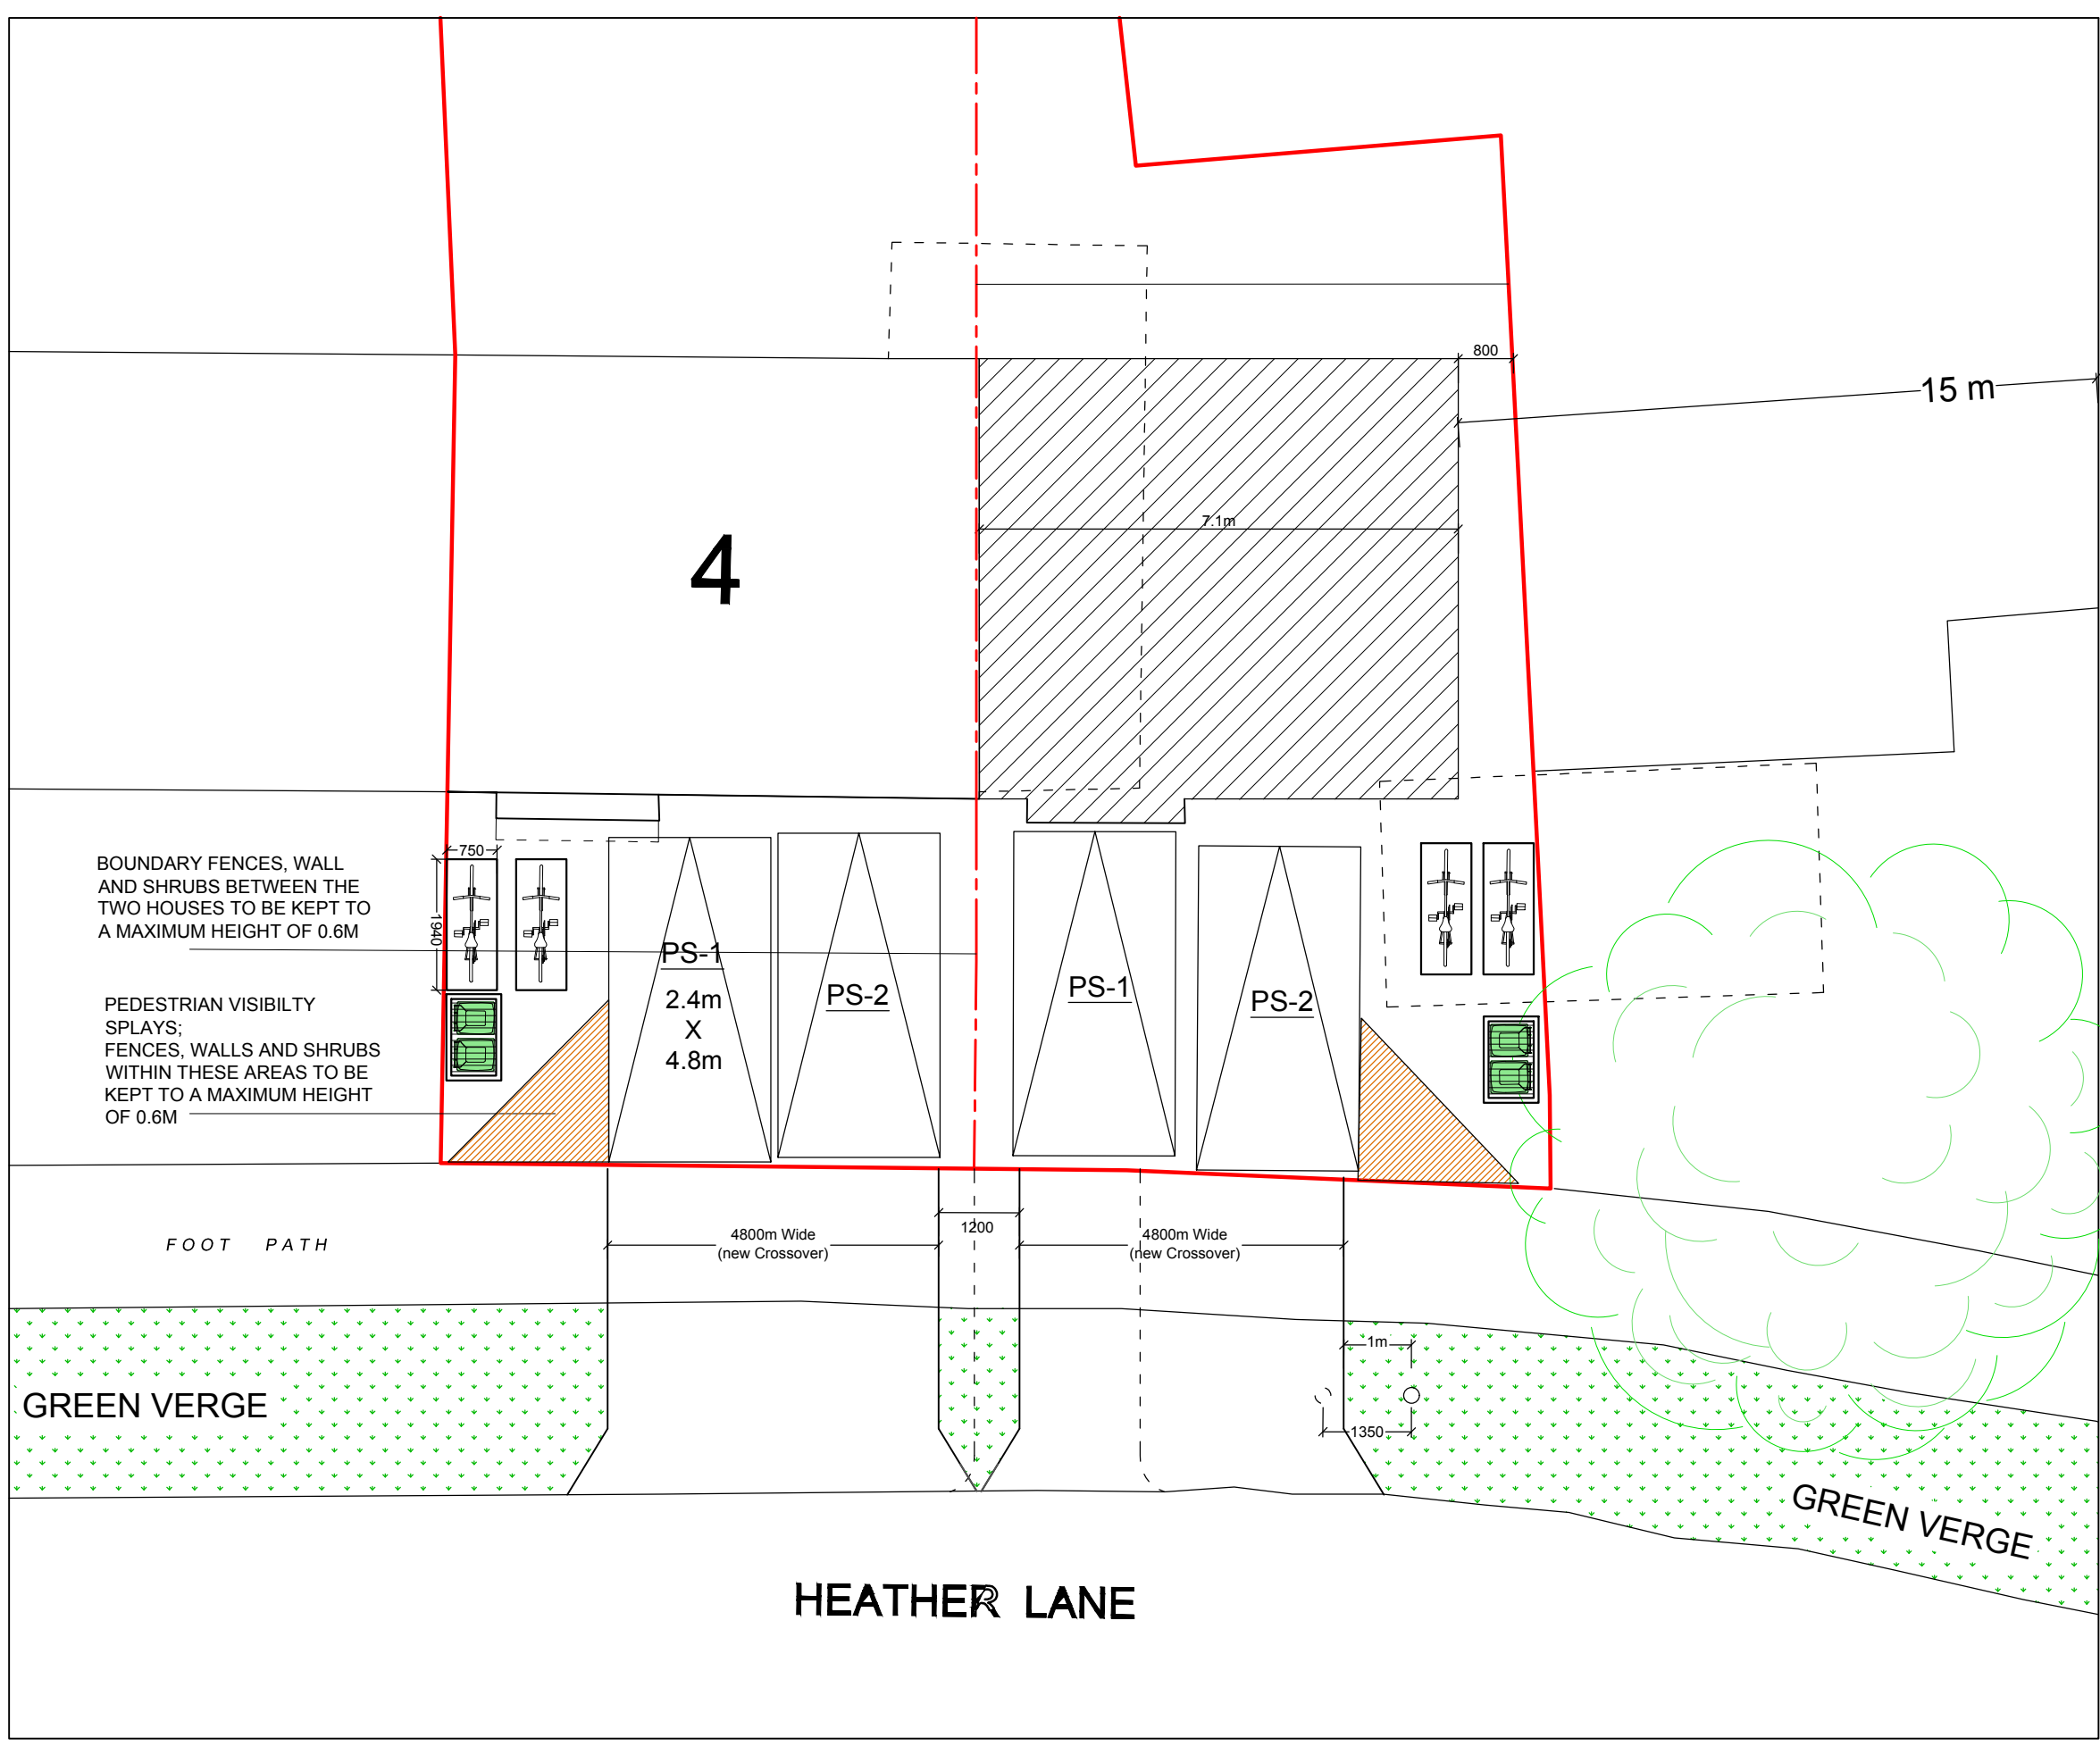 800
15 m
7.1m
4
750
1940
BOUNDARY FENCES, WALL
AND SHRUBS BETWEEN THE
TWO HOUSES TO BE KEPT TO
A MAXIMUM HEIGHT OF 0.6M
PS-1
2.4m
X
4.8m
PS-2
PS-1
PS-2
PEDESTRIAN VISIBILTY
SPLAYS;
FENCES, WALLS AND SHRUBS
WITHIN THESE AREAS TO BE
KEPT TO A MAXIMUM HEIGHT
OF 0.6M
FOOT PATH
4800m Wide
(new Crossover)
1200
4800m Wide
(new Crossover)
1m
1350
GREEN VERGE
GREEN VERGE
HEATHER LANE